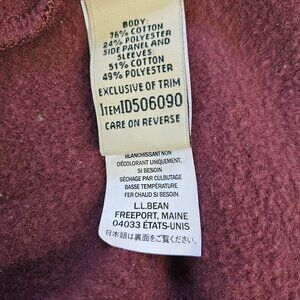 BODY:
76% COTTON
24% POLYESTER
SIDE PANEL AND
SLEEVES:
51% COTTON
49% POLYESTER
EXCLUSIVE OF TRIM
ITEM ID506090
CARE ON REVERSE
BLANCHISSANT NON
DÉCOLORANT UNIQUEMENT,
SI BESOIN
SÉCHAGE PAR CULBUTAGE
BASSE TEMPÉRATURE
FER CHAUD SI BESOIN
L.L.BEAN
FREEPORT, MAINE
04033 ÉTATS-UNIS
日本語は裏面をご覧ください。